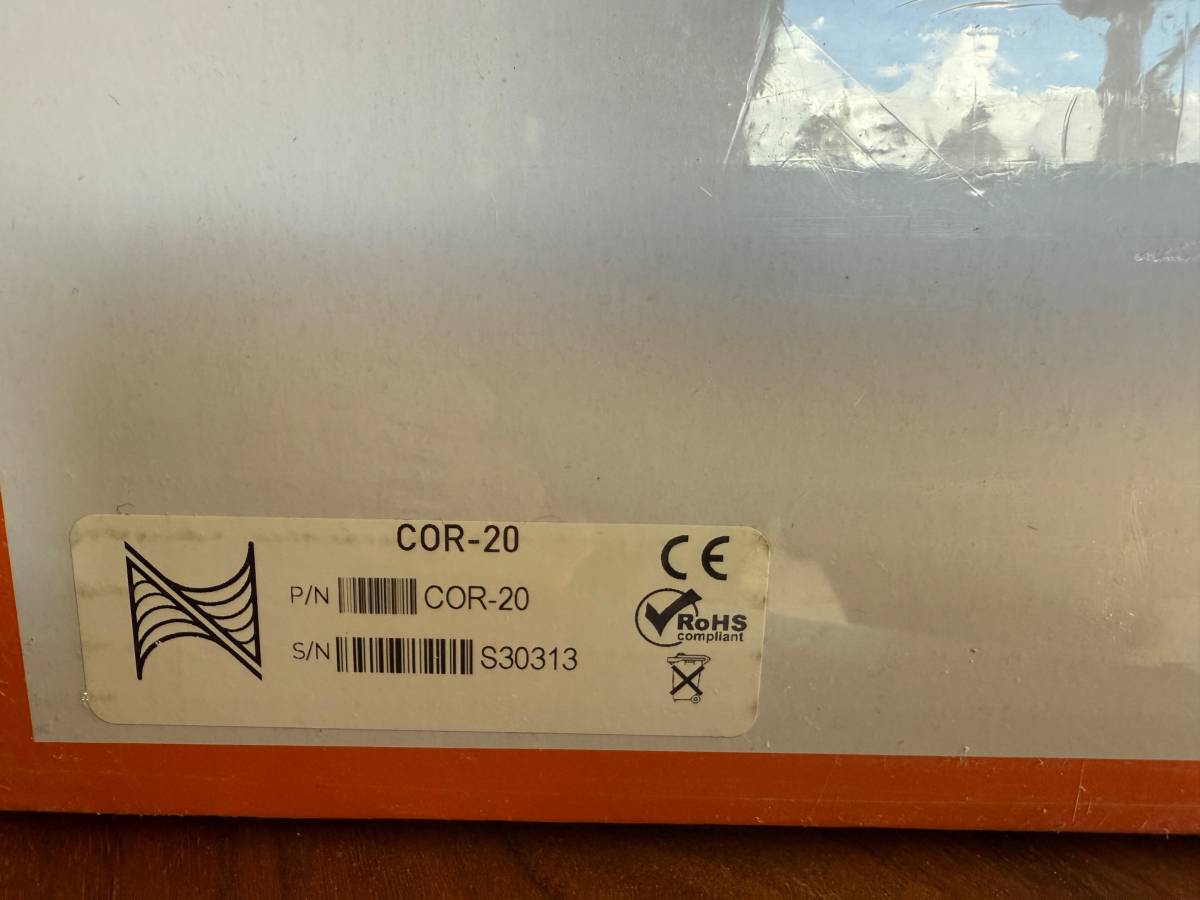 COR-20
P/N COR-20
S/N S30313
CE
RoHS
compliant